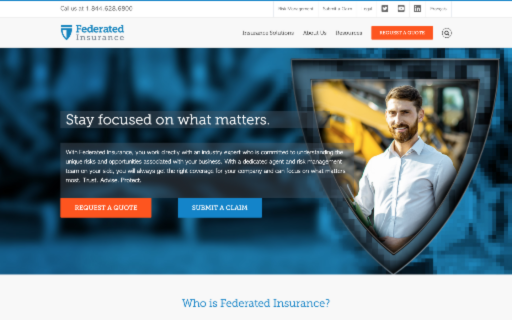 Call us at 1-844-628-6800
Risk Management
Submit a Claim
Legal
Français
Federated
Insurance
Insurance Solutions
About Us
Resources
REQUEST A QUOTE
Stay focused on what matters.
With Federated Insurance, you work directly with an industry expert who is committed to understanding the
unique risks and opportunities associated with your business. With a dedicated agent and risk management
team on your side, you will always get the right coverage for your company and can focus on what matters
most. Trust. Advise. Protect.
REQUEST A QUOTE
SUBMIT A CLAIM
Who is Federated Insurance?